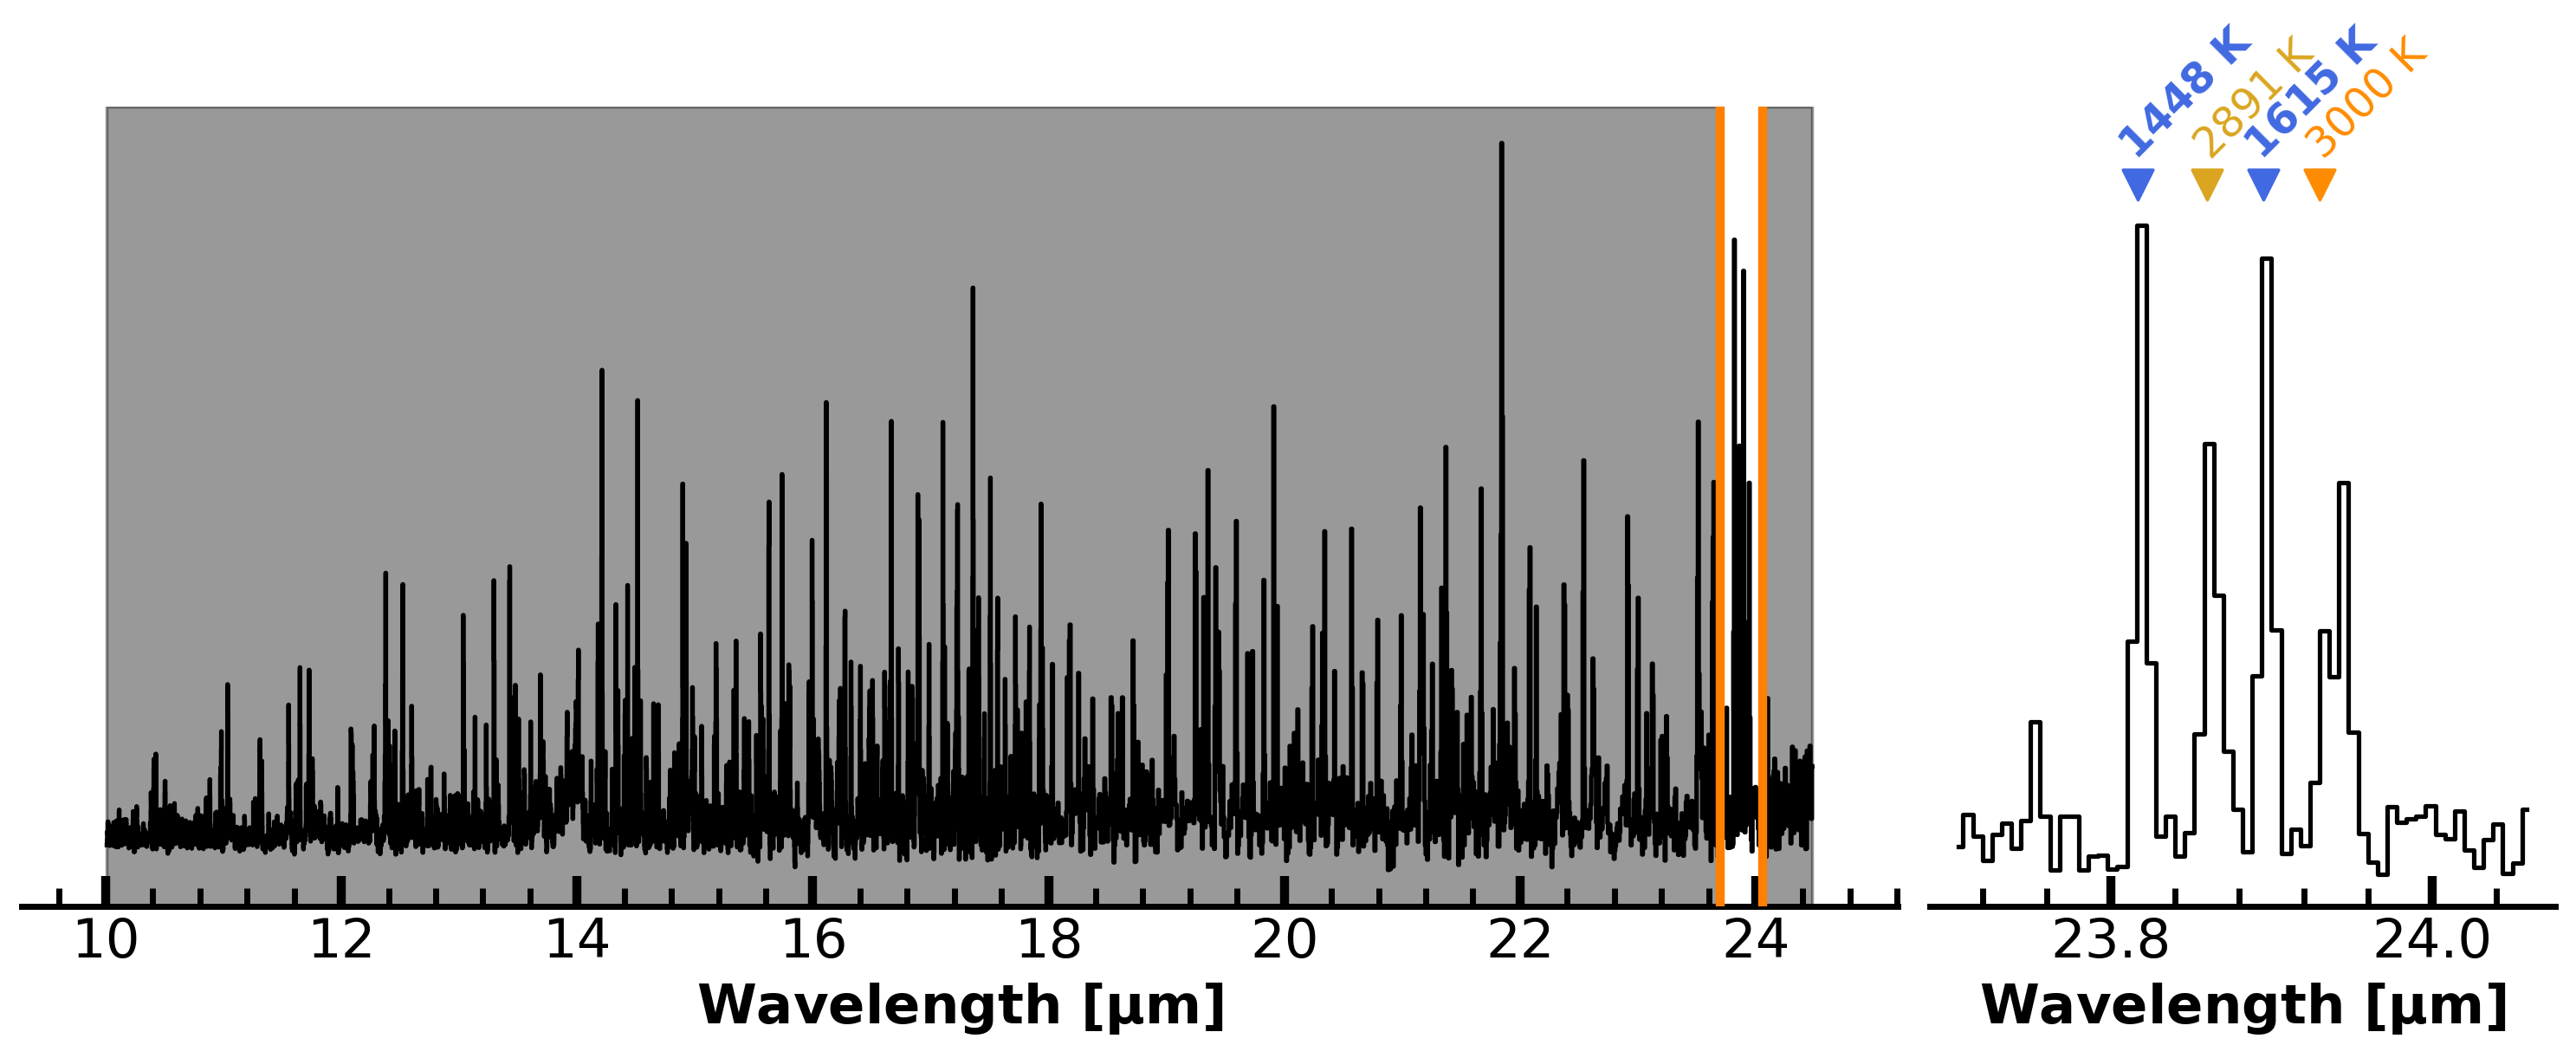 1448 K
2891 K
1615 K
3000 K
10 12 14 16 18 20 22 24
Wavelength [µm]
23.8 24.0
Wavelength [µm]